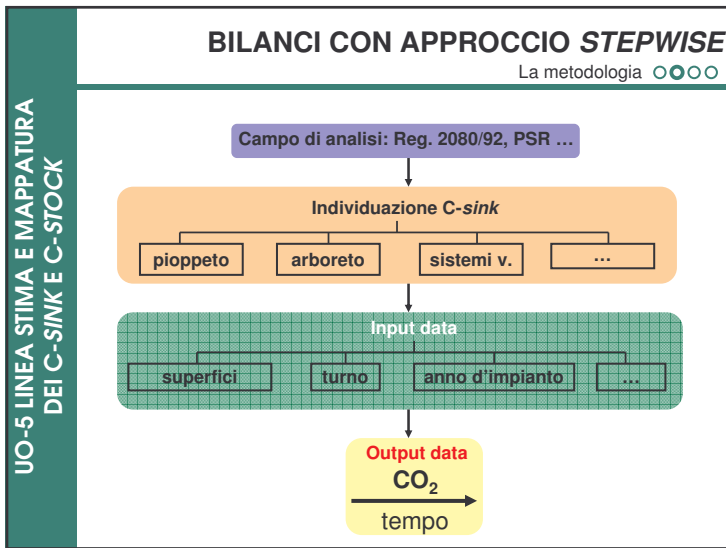 BILANCI CON APPROCCIO STEPWISE
La metodologia
UO-5 LINEA STIMA E MAPPATURA
DEI C-SINK E C-STOCK
Campo di analisi: Reg. 2080/92, PSR ...
Individuazione C-sink
pioppeto arboreto sistemi v. ...
Input data
superfici turno anno d'impianto ...
Output data
CO₂
tempo